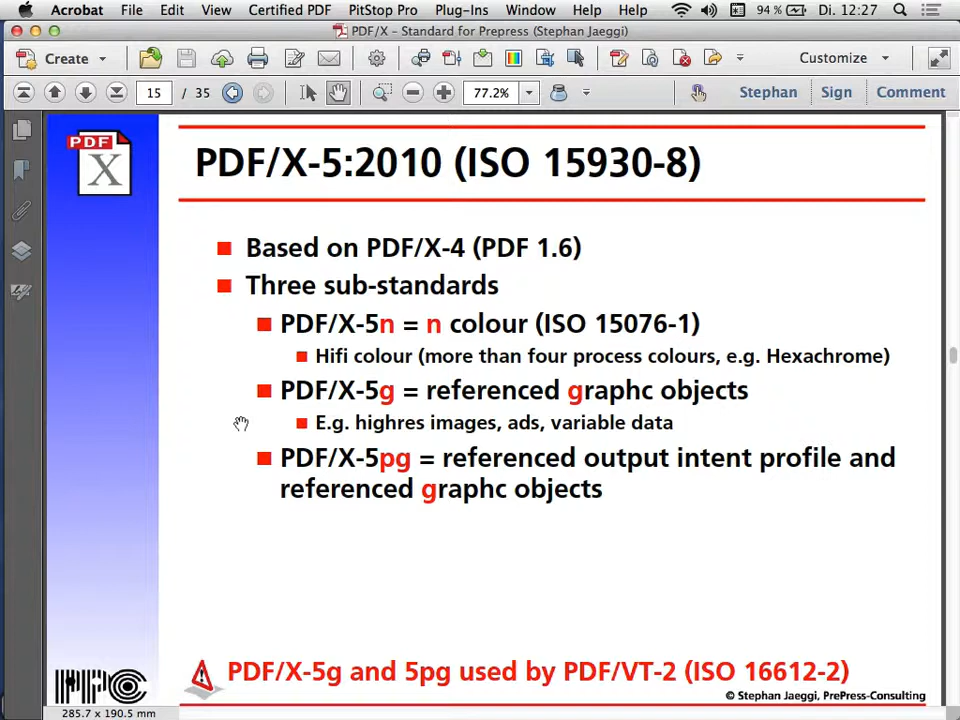 Acrobat File Edit View Certified PDF PitStop Pro Plug-Ins Window Help Help 94 % Di. 12:27
PDF/X - Standard for Prepress (Stephan Jaeggi)
Create Customize
15 / 35 77.2% Stephan Sign Comment
PDF
X
PDF/X-5:2010 (ISO 15930-8)
Based on PDF/X-4 (PDF 1.6)
Three sub-standards
PDF/X-5n = n colour (ISO 15076-1)
Hifi colour (more than four process colours, e.g. Hexachrome)
PDF/X-5g = referenced graphc objects
E.g. highres images, ads, variable data
PDF/X-5pg = referenced output intent profile and
referenced graphc objects
PDF/X-5g and 5pg used by PDF/VT-2 (ISO 16612-2)
PPC
© Stephan Jaeggi, PrePress-Consulting
285.7 x 190.5 mm